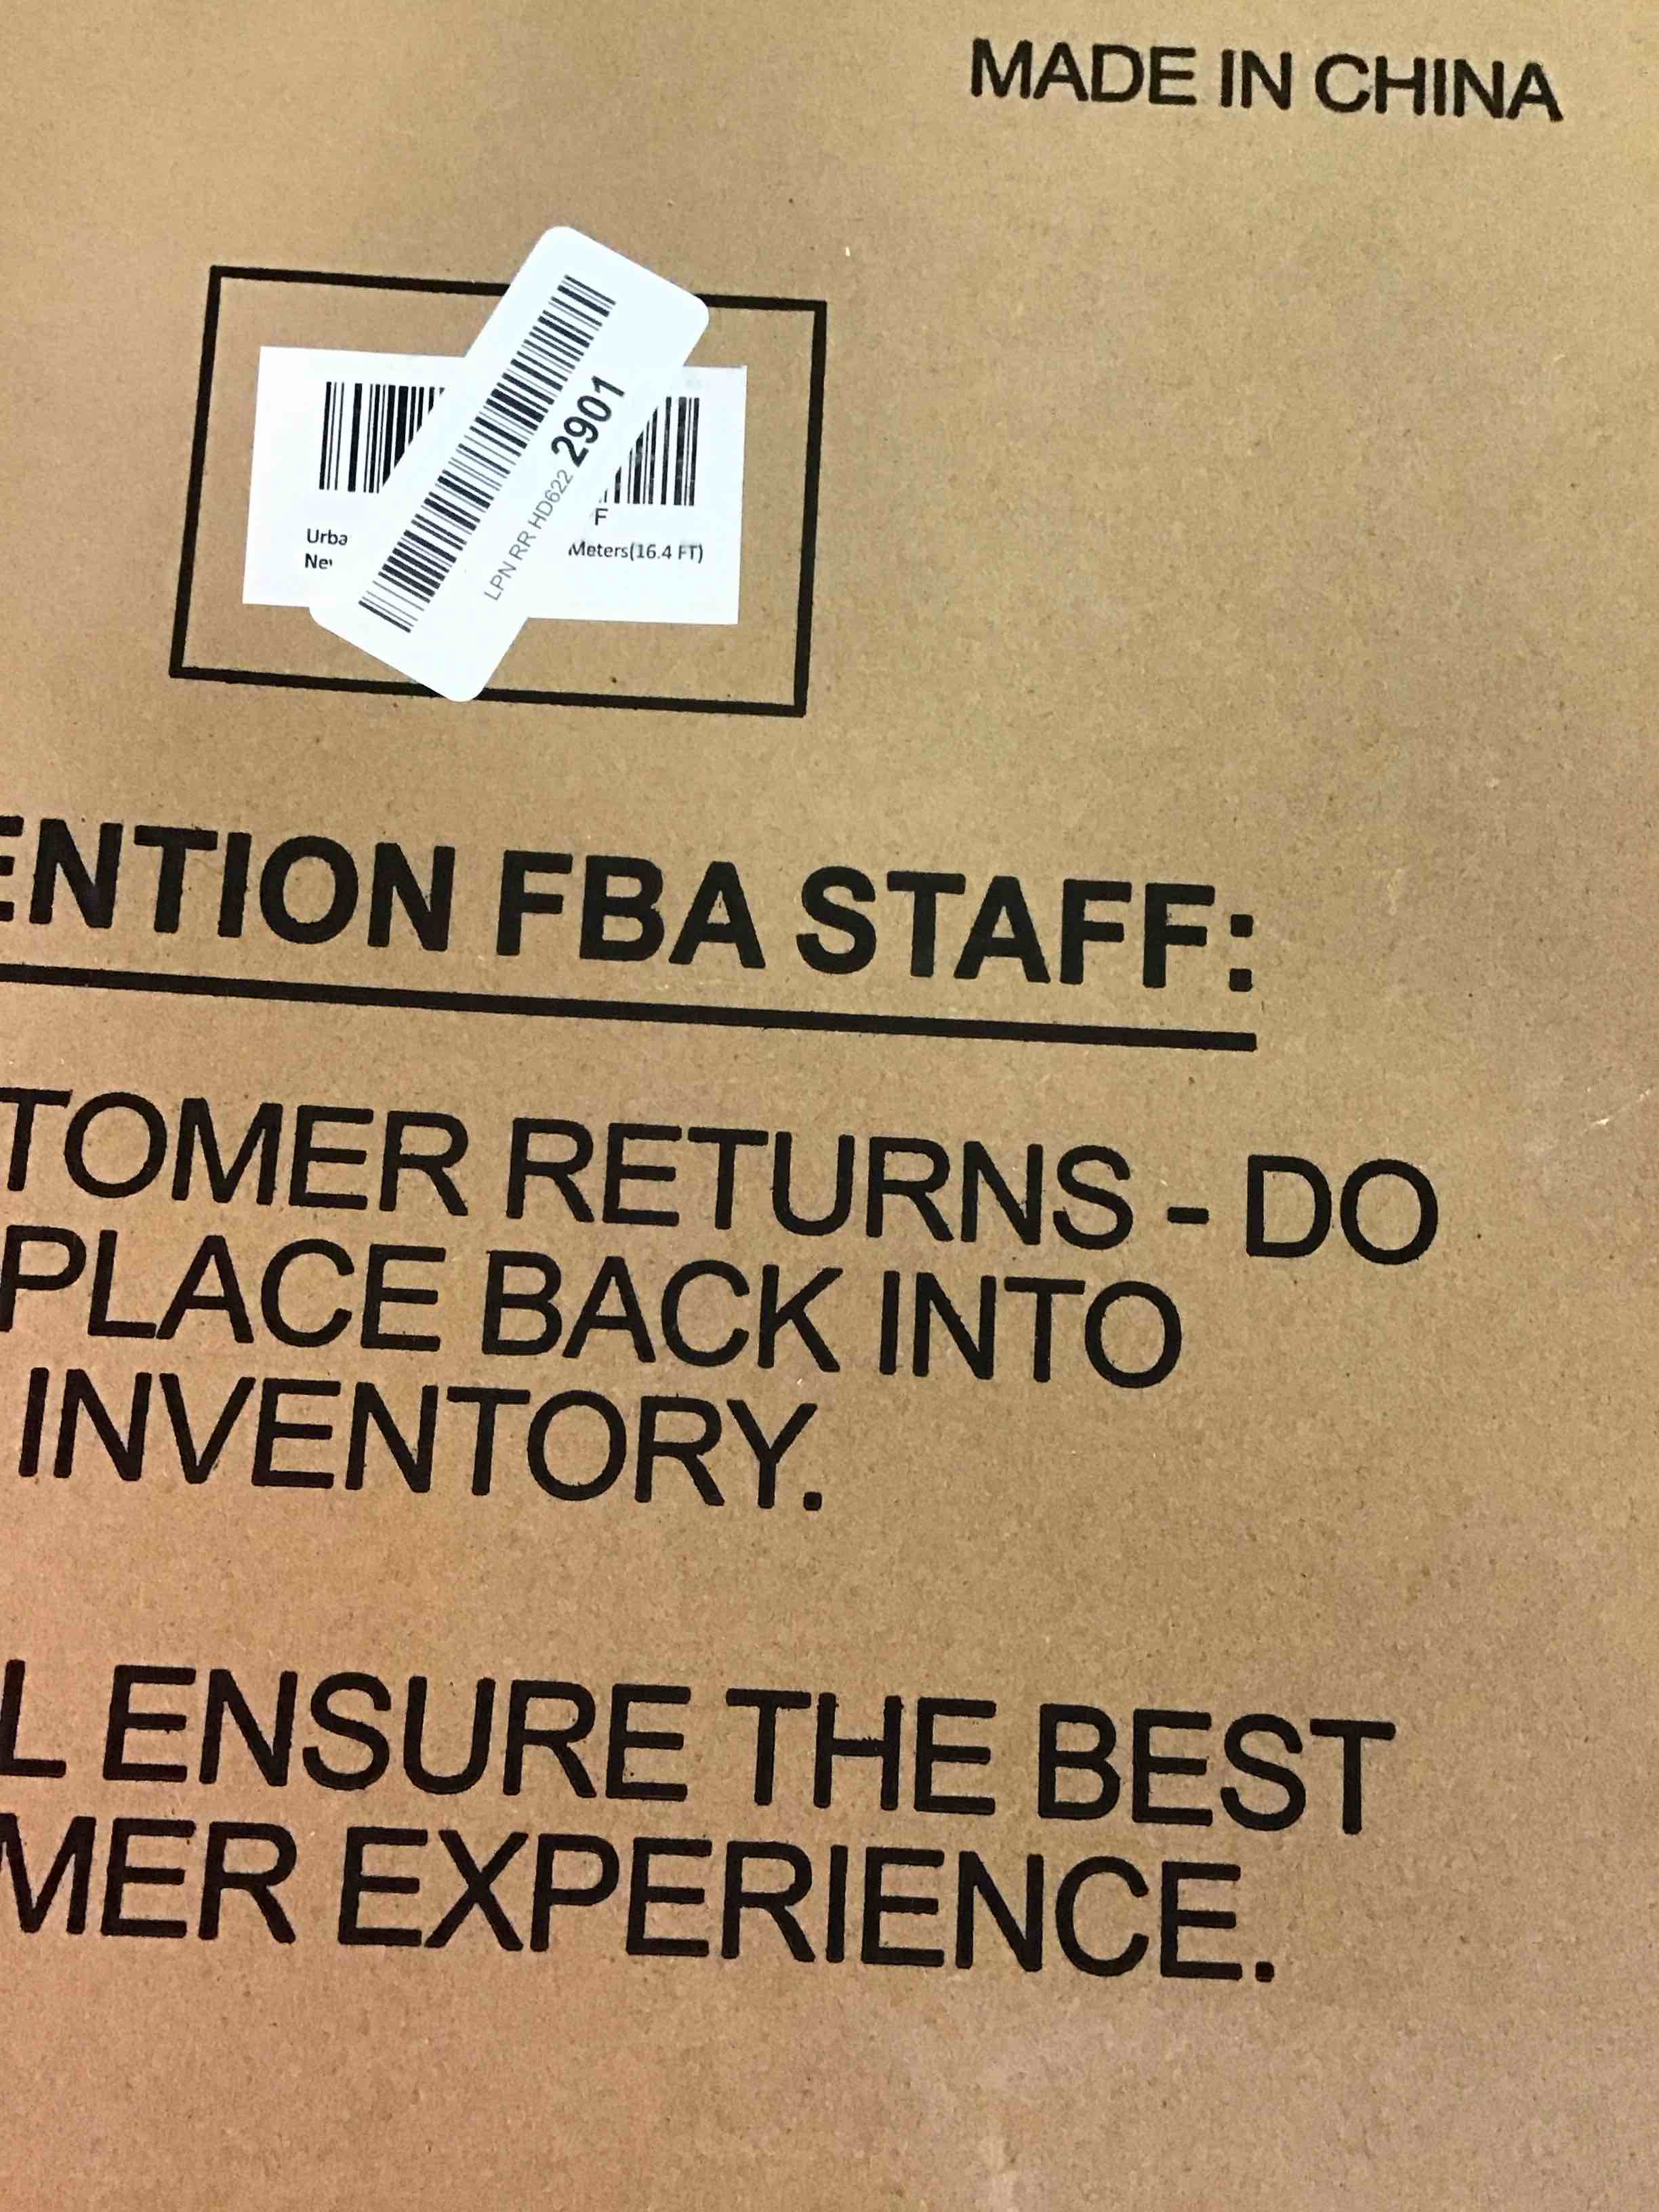 MADE IN CHINA
LPN RR HD622 2901
F
Urba
Meters(16.4 FT)
Ne
ENTION FBA STAFF:
TOMER RETURNS - DO
PLACE BACK INTO
INVENTORY.
L ENSURE THE BEST
MER EXPERIENCE.